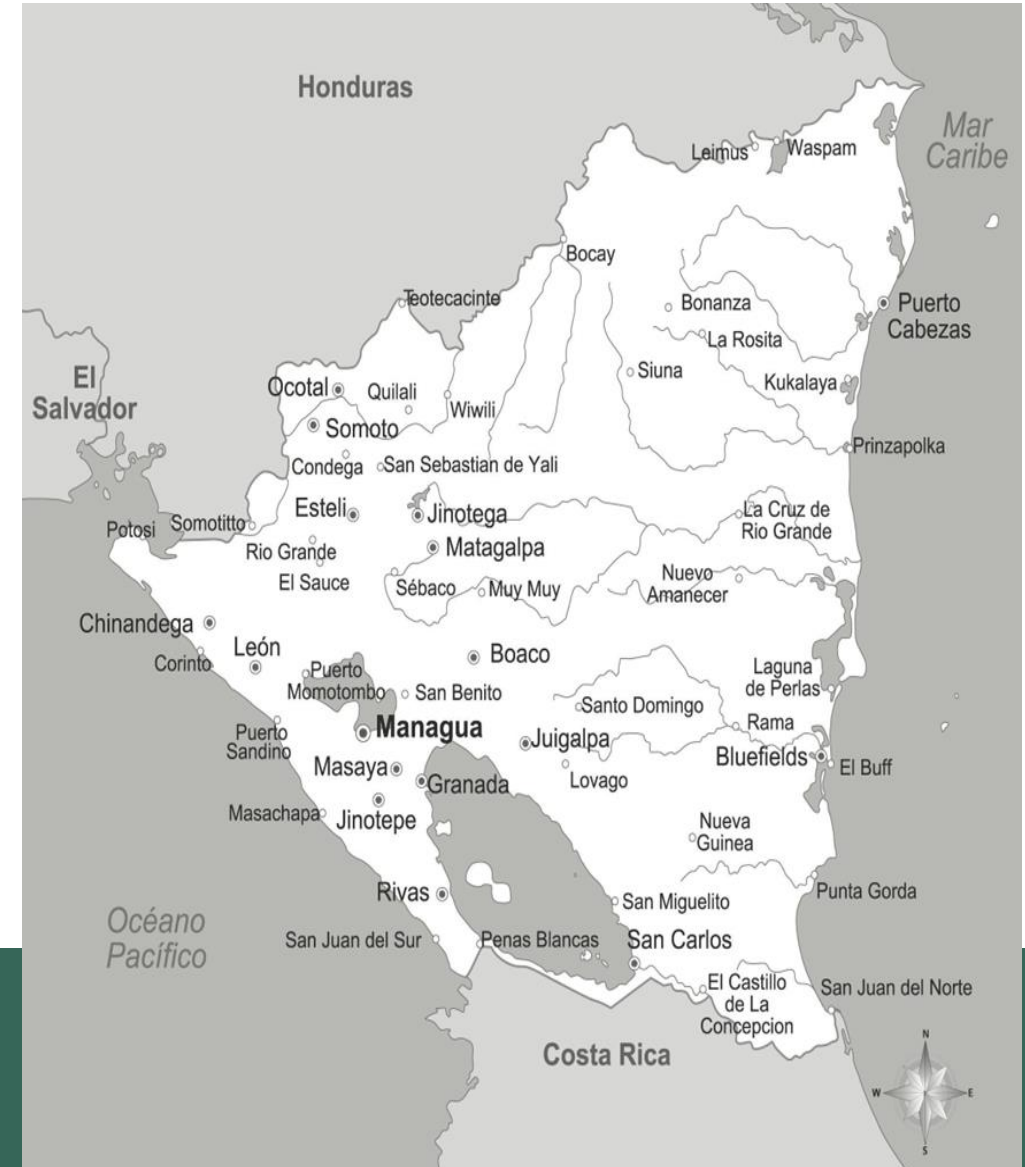 Honduras
Mar
Caribe
Leimus
Waspam
Bocay
Teotecacinte
Bonanza
Puerto
Cabezas
La Rosita
El
Salvador
Siuna
Ocotal
Quilali
Kukalaya
Wiwili
Somoto
Prinzapolka
Condega
San Sebastian de Yali
Esteli
Jinotega
La Cruz de
Rio Grande
Potosi
Somotitto
Rio Grande
Matagalpa
El Sauce
Sébaco
Muy Muy
Nuevo
Amanecer
Chinandega
León
Boaco
Corinto
Puerto
Momotombo
San Benito
Laguna
de Perlas
Santo Domingo
Rama
Puerto
Sandino
Managua
Juigalpa
Bluefields
El Buff
Masaya
Lovago
Granada
Masachapa
Jinotepe
Nueva
Guinea
Rivas
San Miguelito
Punta Gorda
Océano
Pacífico
San Juan del Sur
Penas Blancas
San Carlos
El Castillo
de La
Concepcion
San Juan del Norte
Costa Rica
N
W
E
S